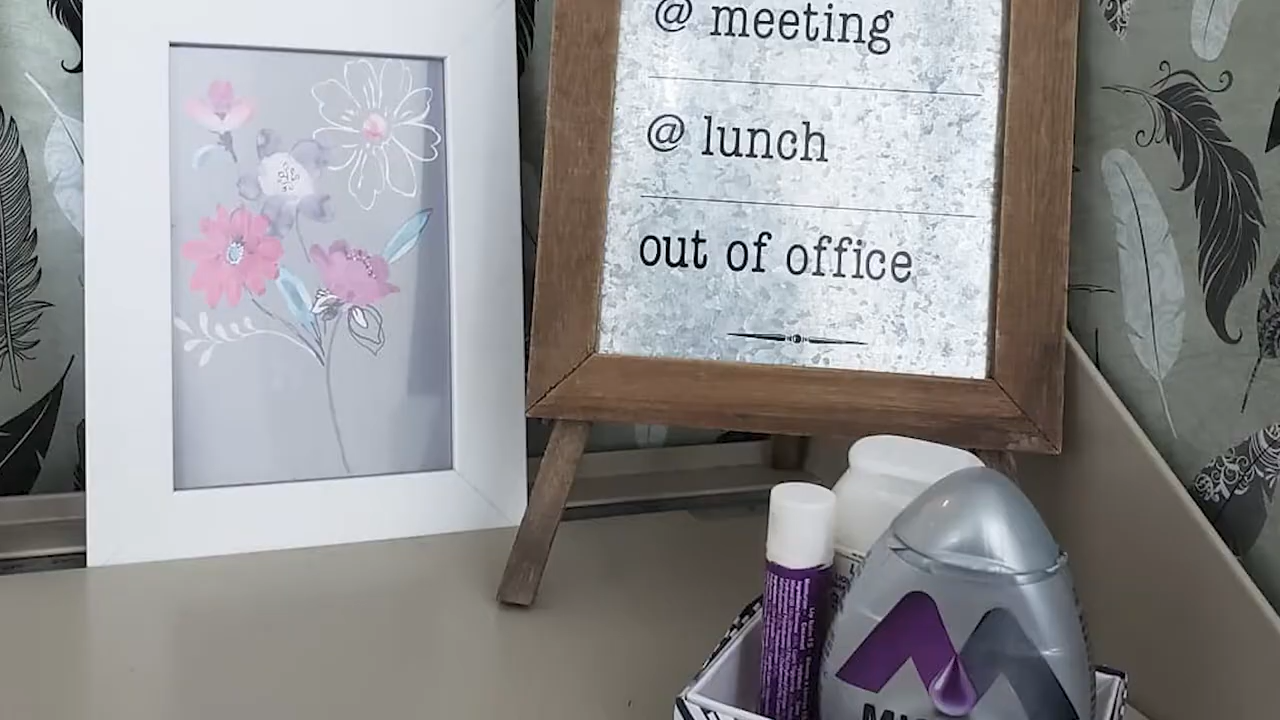 @ meeting
@ lunch
out of office